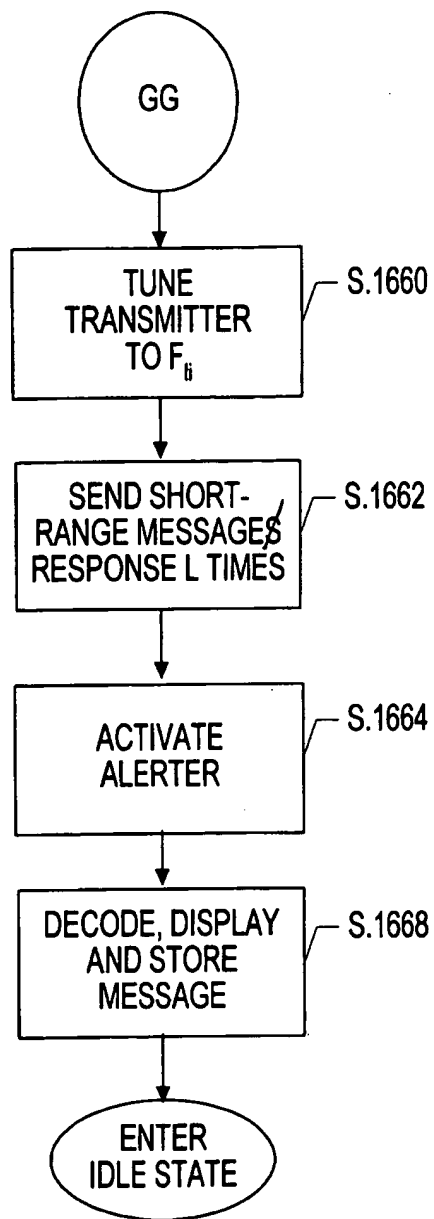 GG
TUNE
TRANSMITTER
TO Fti
S.1660
SEND SHORT-
RANGE MESSAGES
RESPONSE L TIMES
S.1662
ACTIVATE
ALERTER
S.1664
DECODE, DISPLAY
AND STORE
MESSAGE
S.1668
ENTER
IDLE STATE